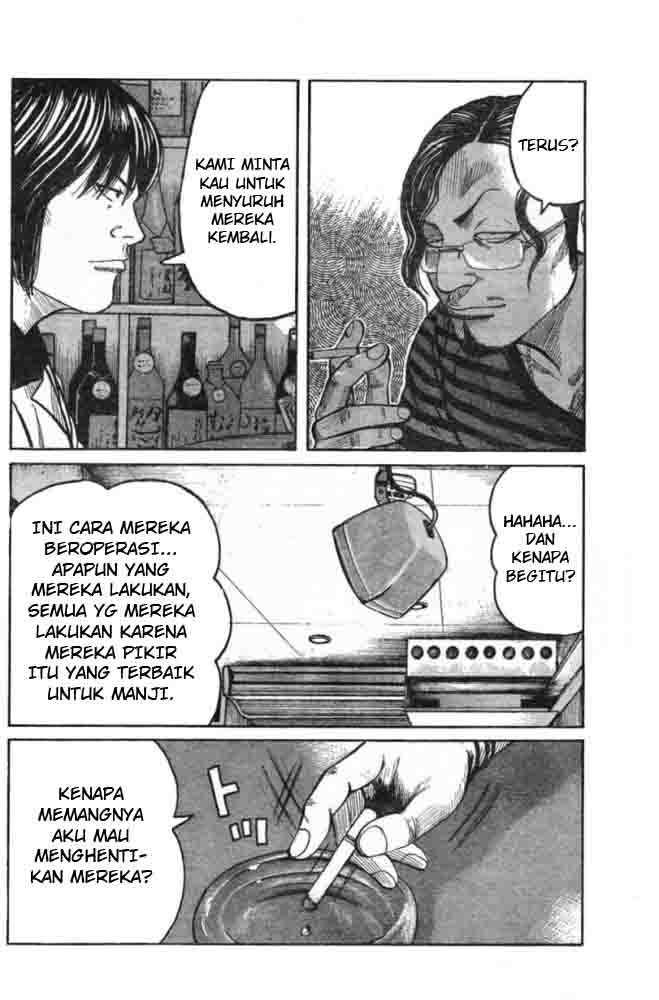 TERUS?
KAMI MINTA
KAU UNTUK
MENYURUH
MEREKA
KEMBALI.
HAHAHA...
DAN
KENAPA
BEGITU?
INI CARA MEREKA
BEROPERASI...
APAPUN YANG
MEREKA LAKUKAN,
SEMUA YG MEREKA
LAKUKAN KARENA
MEREKA PIKIR
ITU YANG TERBAIK
UNTUK MANJI.
KENAPA
MEMANGNYA
AKU MAU
MENGHENTI-
KAN MEREKA?
トッ